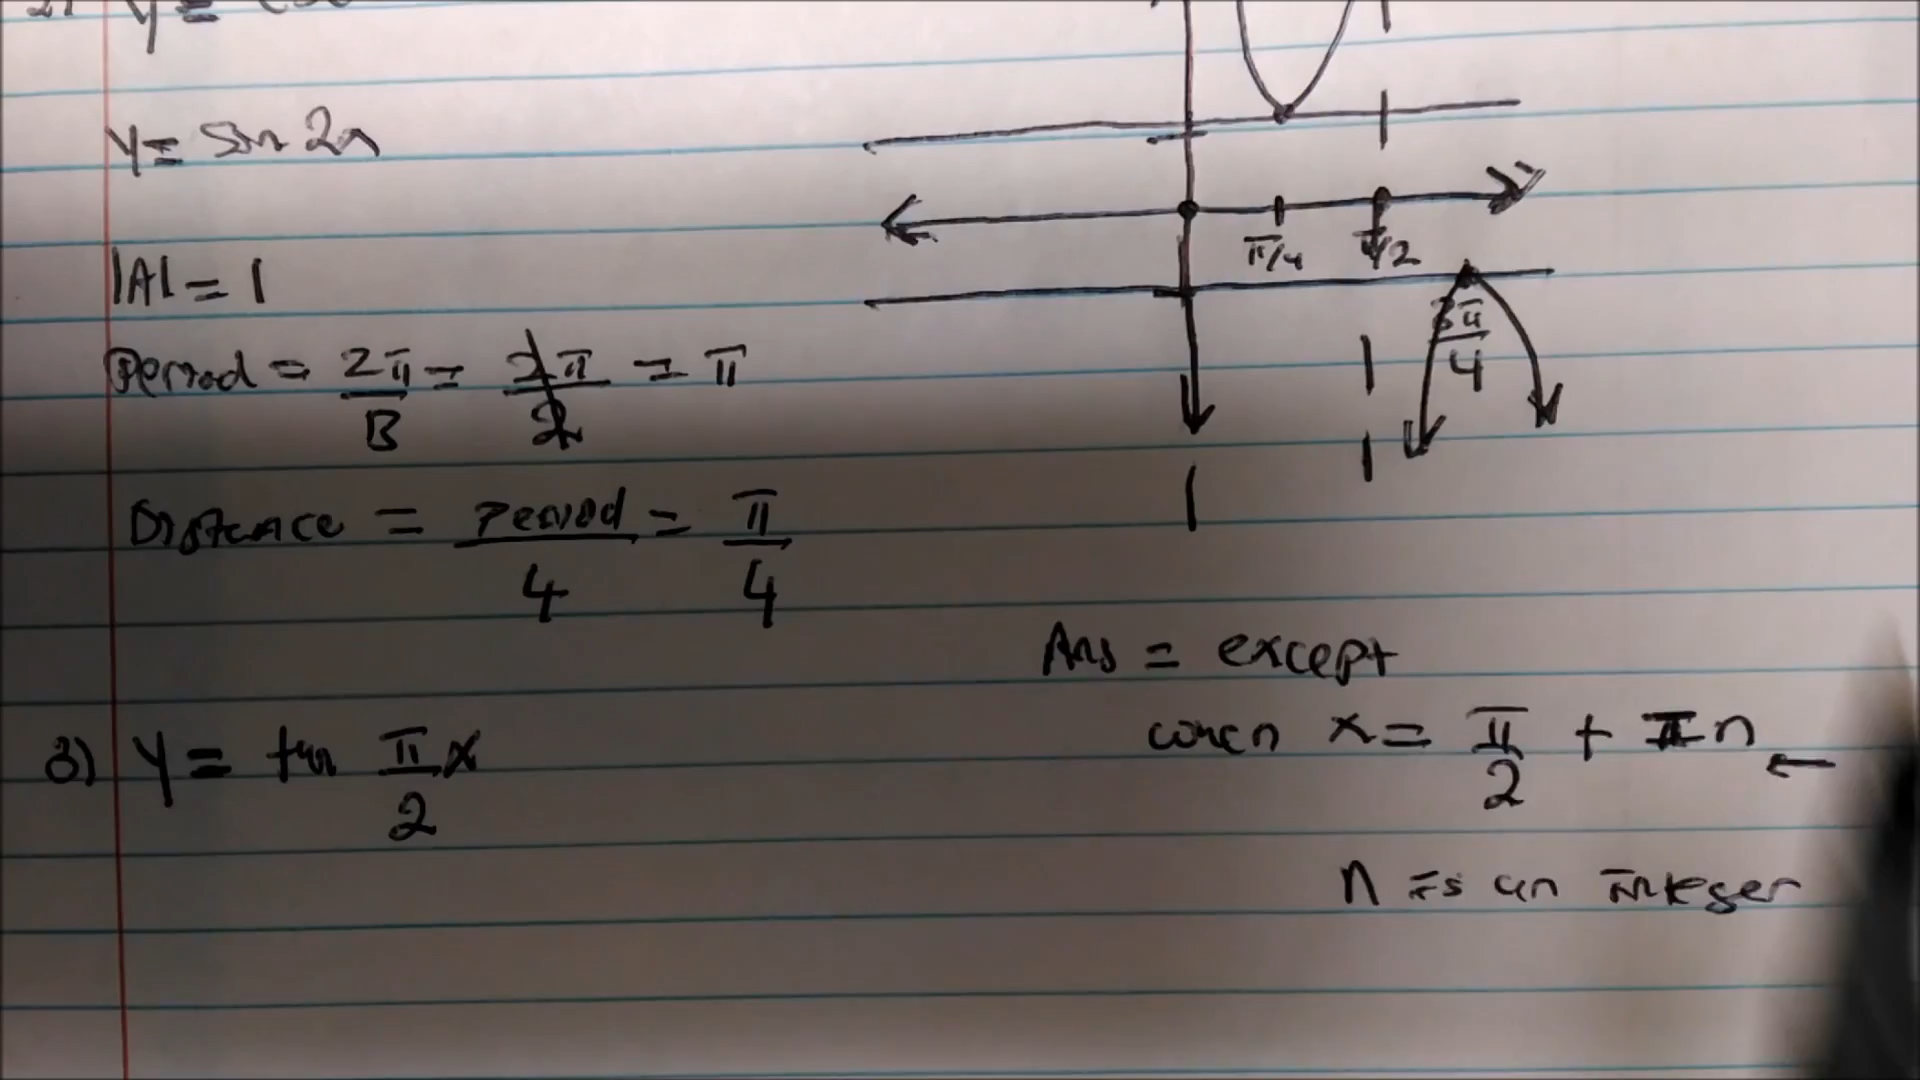 y =
y = sin 2x
π/4
π/2
|A| = 1
3π/4
Period = 2π/B = 2π/2 = π
Distance = Period/4 = π/4
Ans = except
when x = π/2 + πn ←
3) y = tan π/2 x
n is an integer